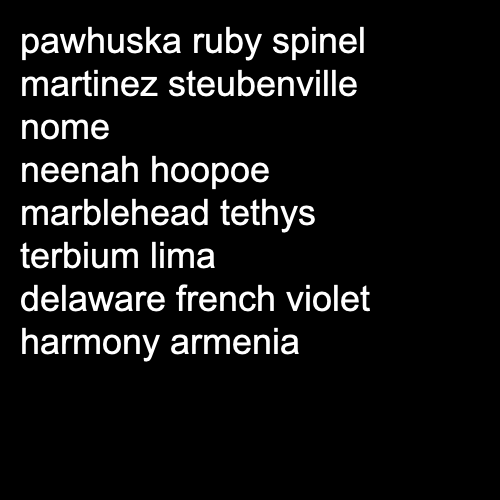 pawhuska ruby spinel
martinez steubenville
nome
neenah hoopoe
marblehead tethys
terbium lima
delaware french violet
harmony armenia